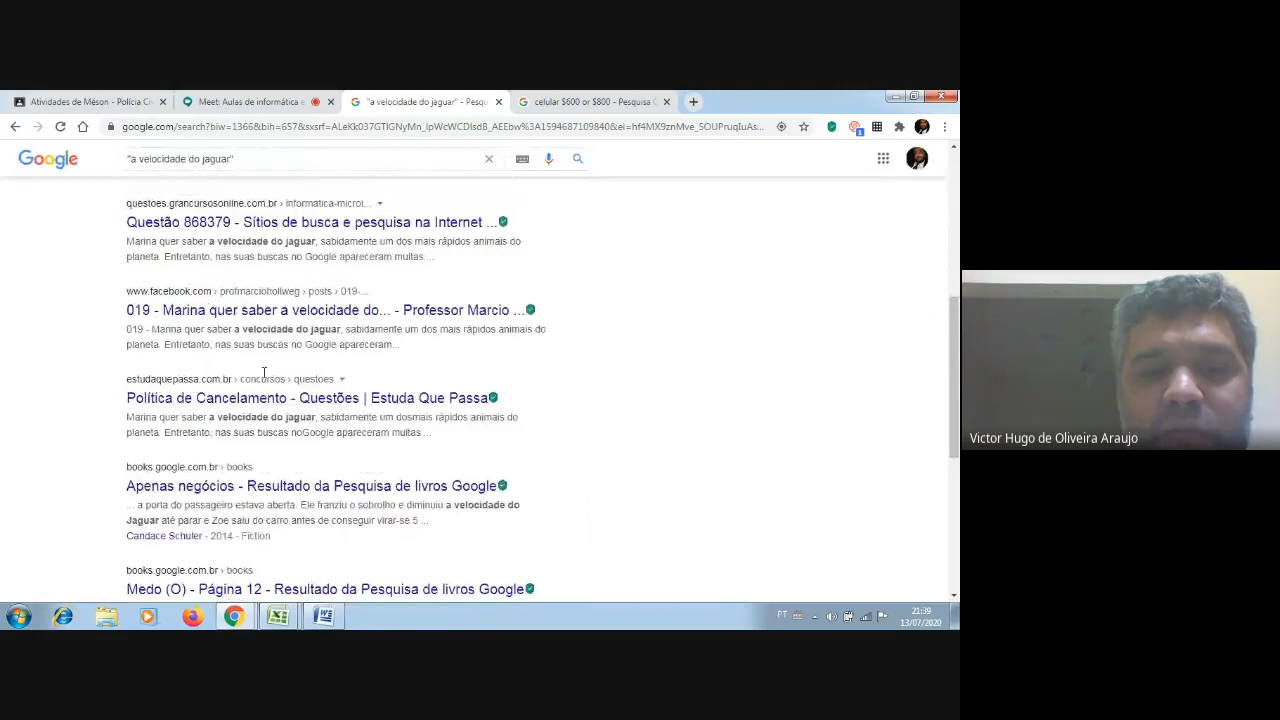 Atividades de Méson - Polícia Ci
Meet: Aulas de informática e
"a velocidade do jaguar" - Pesqu
celular $600 or $800 - Pesquisa G
google.com/search?biw=1366&bih=657&sxsrf=
Google
"a velocidade do jaguar"
questoes.grancursosonline.com.br › informatica-microi...
Questão 868379 - Sítios de busca e pesquisa na Internet ...
Marina quer saber a velocidade do jaguar, sabidamente um dos mais rápidos animais do
planeta. Entretanto, nas suas buscas no Google apareceram muitas ...
www.facebook.com › profmarciohollweg › posts › 019-...
019 - Marina quer saber a velocidade do... - Professor Marcio ...
019 - Marina quer saber a velocidade do jaguar, sabidamente um dos mais rápidos animais do
planeta. Entretanto, nas suas buscas no Google apareceram...
estudaquepassa.com.br › concursos › questoes
Política de Cancelamento - Questões | Estuda Que Passa
Marina quer saber a velocidade do jaguar, sabidamente um dosmais rápidos animais do
planeta. Entretanto, nas suas buscas noGoogle apareceram muitas ...
books.google.com.br › books
Apenas negócios - Resultado da Pesquisa de livros Google
... a porta do passageiro estava aberta. Ele franziu o sobrolho e diminuiu a velocidade do
Jaguar até parar e Zoe saiu do carro antes de conseguir virar-se 5 ...
Candace Schuler - 2014 - Fiction
books.google.com.br › books
Medo (O) - Página 12 - Resultado da Pesquisa de livros Google
PT
21:39
13/07/2020
Victor Hugo de Oliveira Araujo